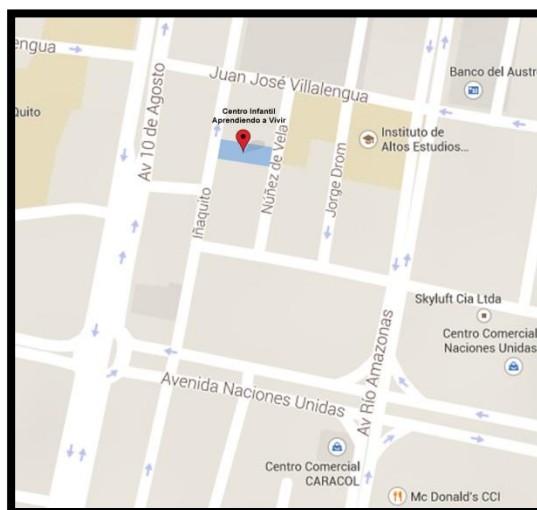 engua
Juan José Villalengua
Banco del Austr
Quito
Av 10 de Agosto
Centro Infantil
Aprendiendo a Vivir
Instituto de
Altos Estudios...
Iñaquito
Núñez de Vela
Jorge Drom
Skyluft Cia Ltda
Centro Comercial
Naciones Unidas
Av Río Amazonas
Avenida Naciones Unidas
Centro Comercial
CARACOL
Mc Donald's CCI